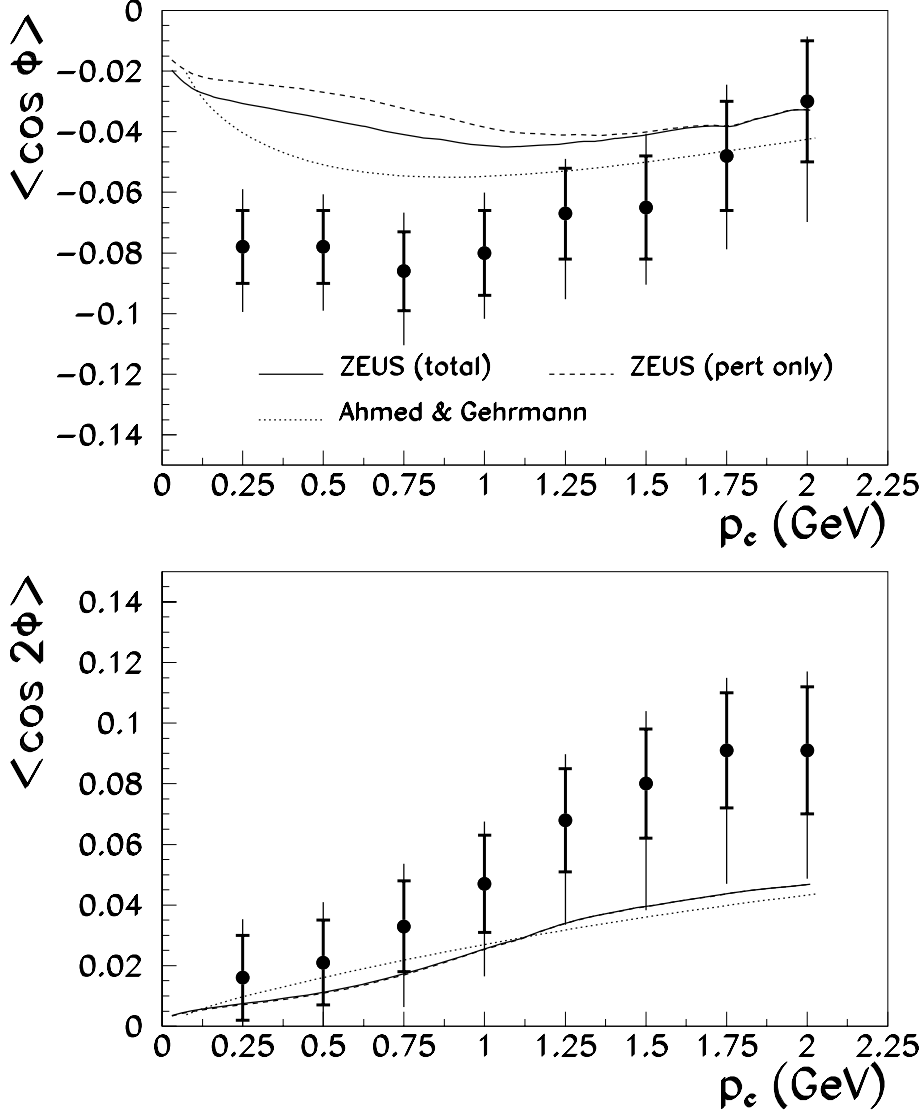 <cos Φ>
0
−0.02
−0.04
−0.06
−0.08
−0.1
−0.12
−0.14
ZEUS (total)
ZEUS (pert only)
Ahmed & Gehrmann
0 0.25 0.5 0.75 1 1.25 1.5 1.75 2 2.25
pc (GeV)
<cos 2Φ>
0.14
0.12
0.1
0.08
0.06
0.04
0.02
0
0 0.25 0.5 0.75 1 1.25 1.5 1.75 2 2.25
pc (GeV)